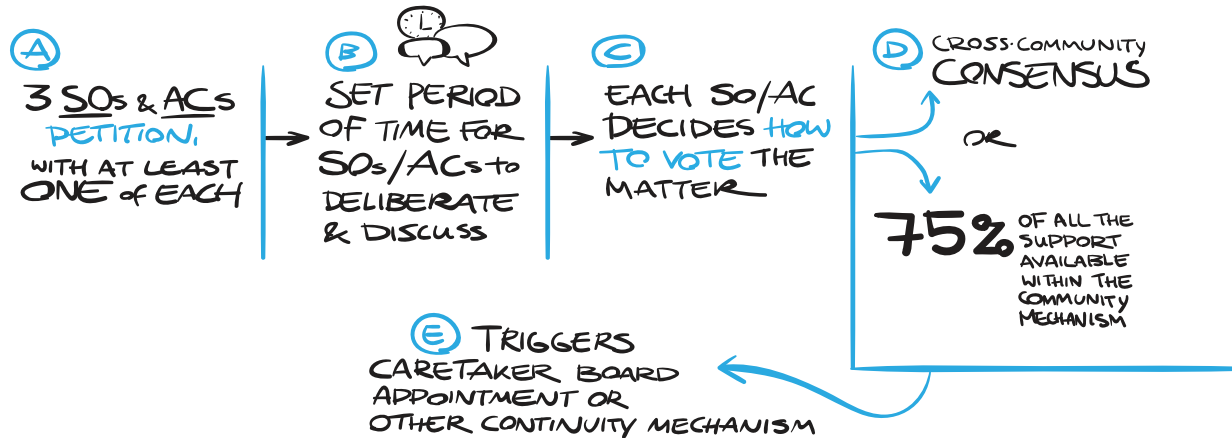 A
3 SOs & ACs
PETITION,
WITH AT LEAST
ONE of EACH
B
SET PERIOD
OF TIME FOR
SOs/ACs to
DELIBERATE
& DISCUSS
C
EACH SO/AC
DECIDES HOW
TO VOTE THE
MATTER
D
CROSS-COMMUNITY
CONSENSUS
OR
75%
OF ALL THE
SUPPORT
AVAILABLE
WITHIN THE
COMMUNITY
MECHANISM
E TRIGGERS
CARETAKER BOARD
APPOINTMENT OR
OTHER CONTINUITY MECHANISM